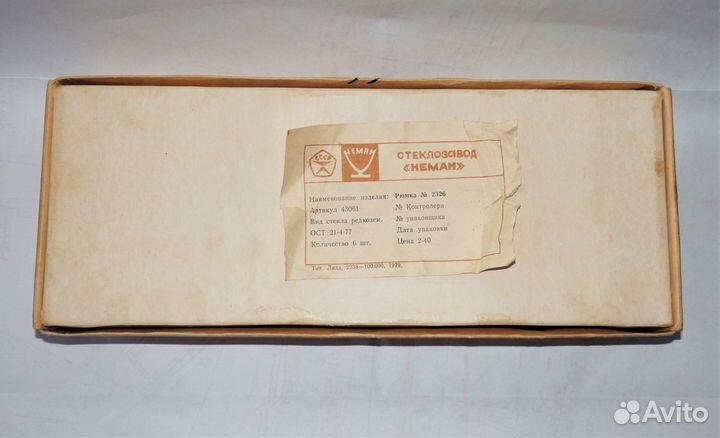 СССР
НЕМАН
СТЕКЛОЗАВОД
«НЕМАН»
Наименование изделия: Рюмка № 2326
Артикул 43061
№ Контролера
Вид стекла редкозем.
№ упаковщика
ОСТ 21-4-77
Дата упаковки
Количество 6 шт.
Цена 2-40
Тип. Лида, 2238—100.000, 1979.
Avito